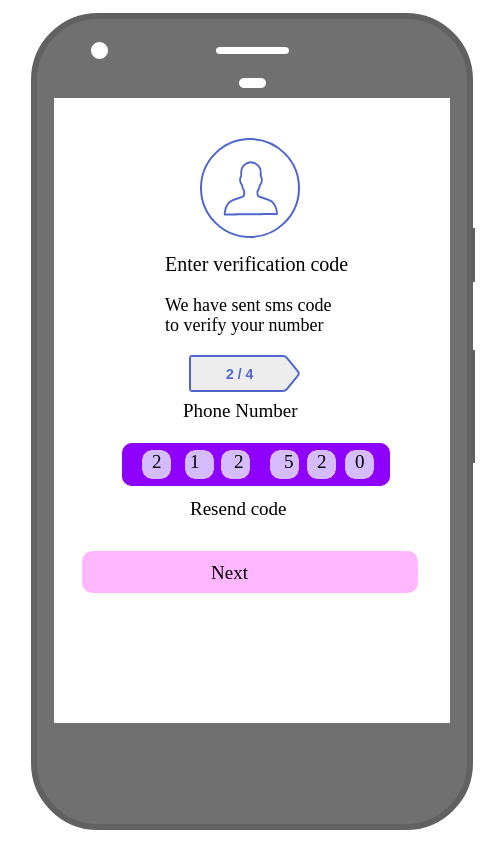 Enter verification code
We have sent sms code
to verify your number
2 / 4
Phone Number
2 1 2 5 2 0
Resend code
Next